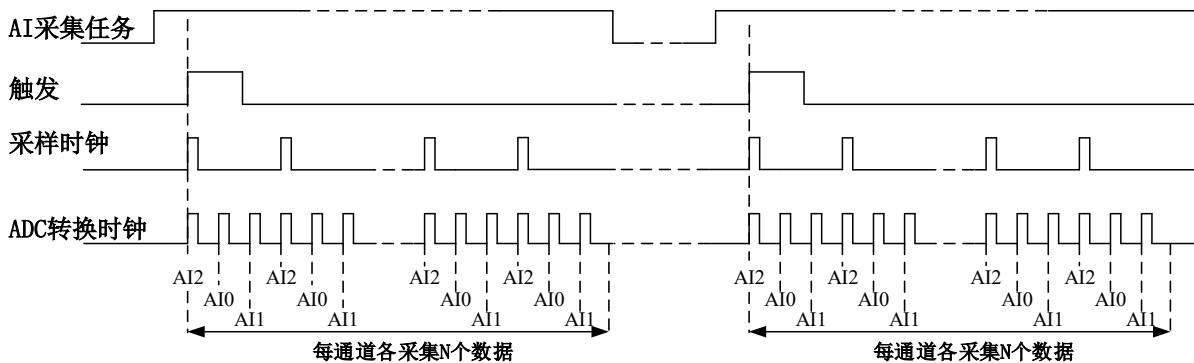 AI采集任务
触发
采样时钟
ADC转换时钟
AI2 AI2 AI2 AI2 AI2 AI2 AI2 AI2
AI0 AI0 AI0 AI0 AI0 AI0 AI0 AI0
AI1 AI1 AI1 AI1 AI1 AI1 AI1 AI1
每通道各采集N个数据 每通道各采集N个数据